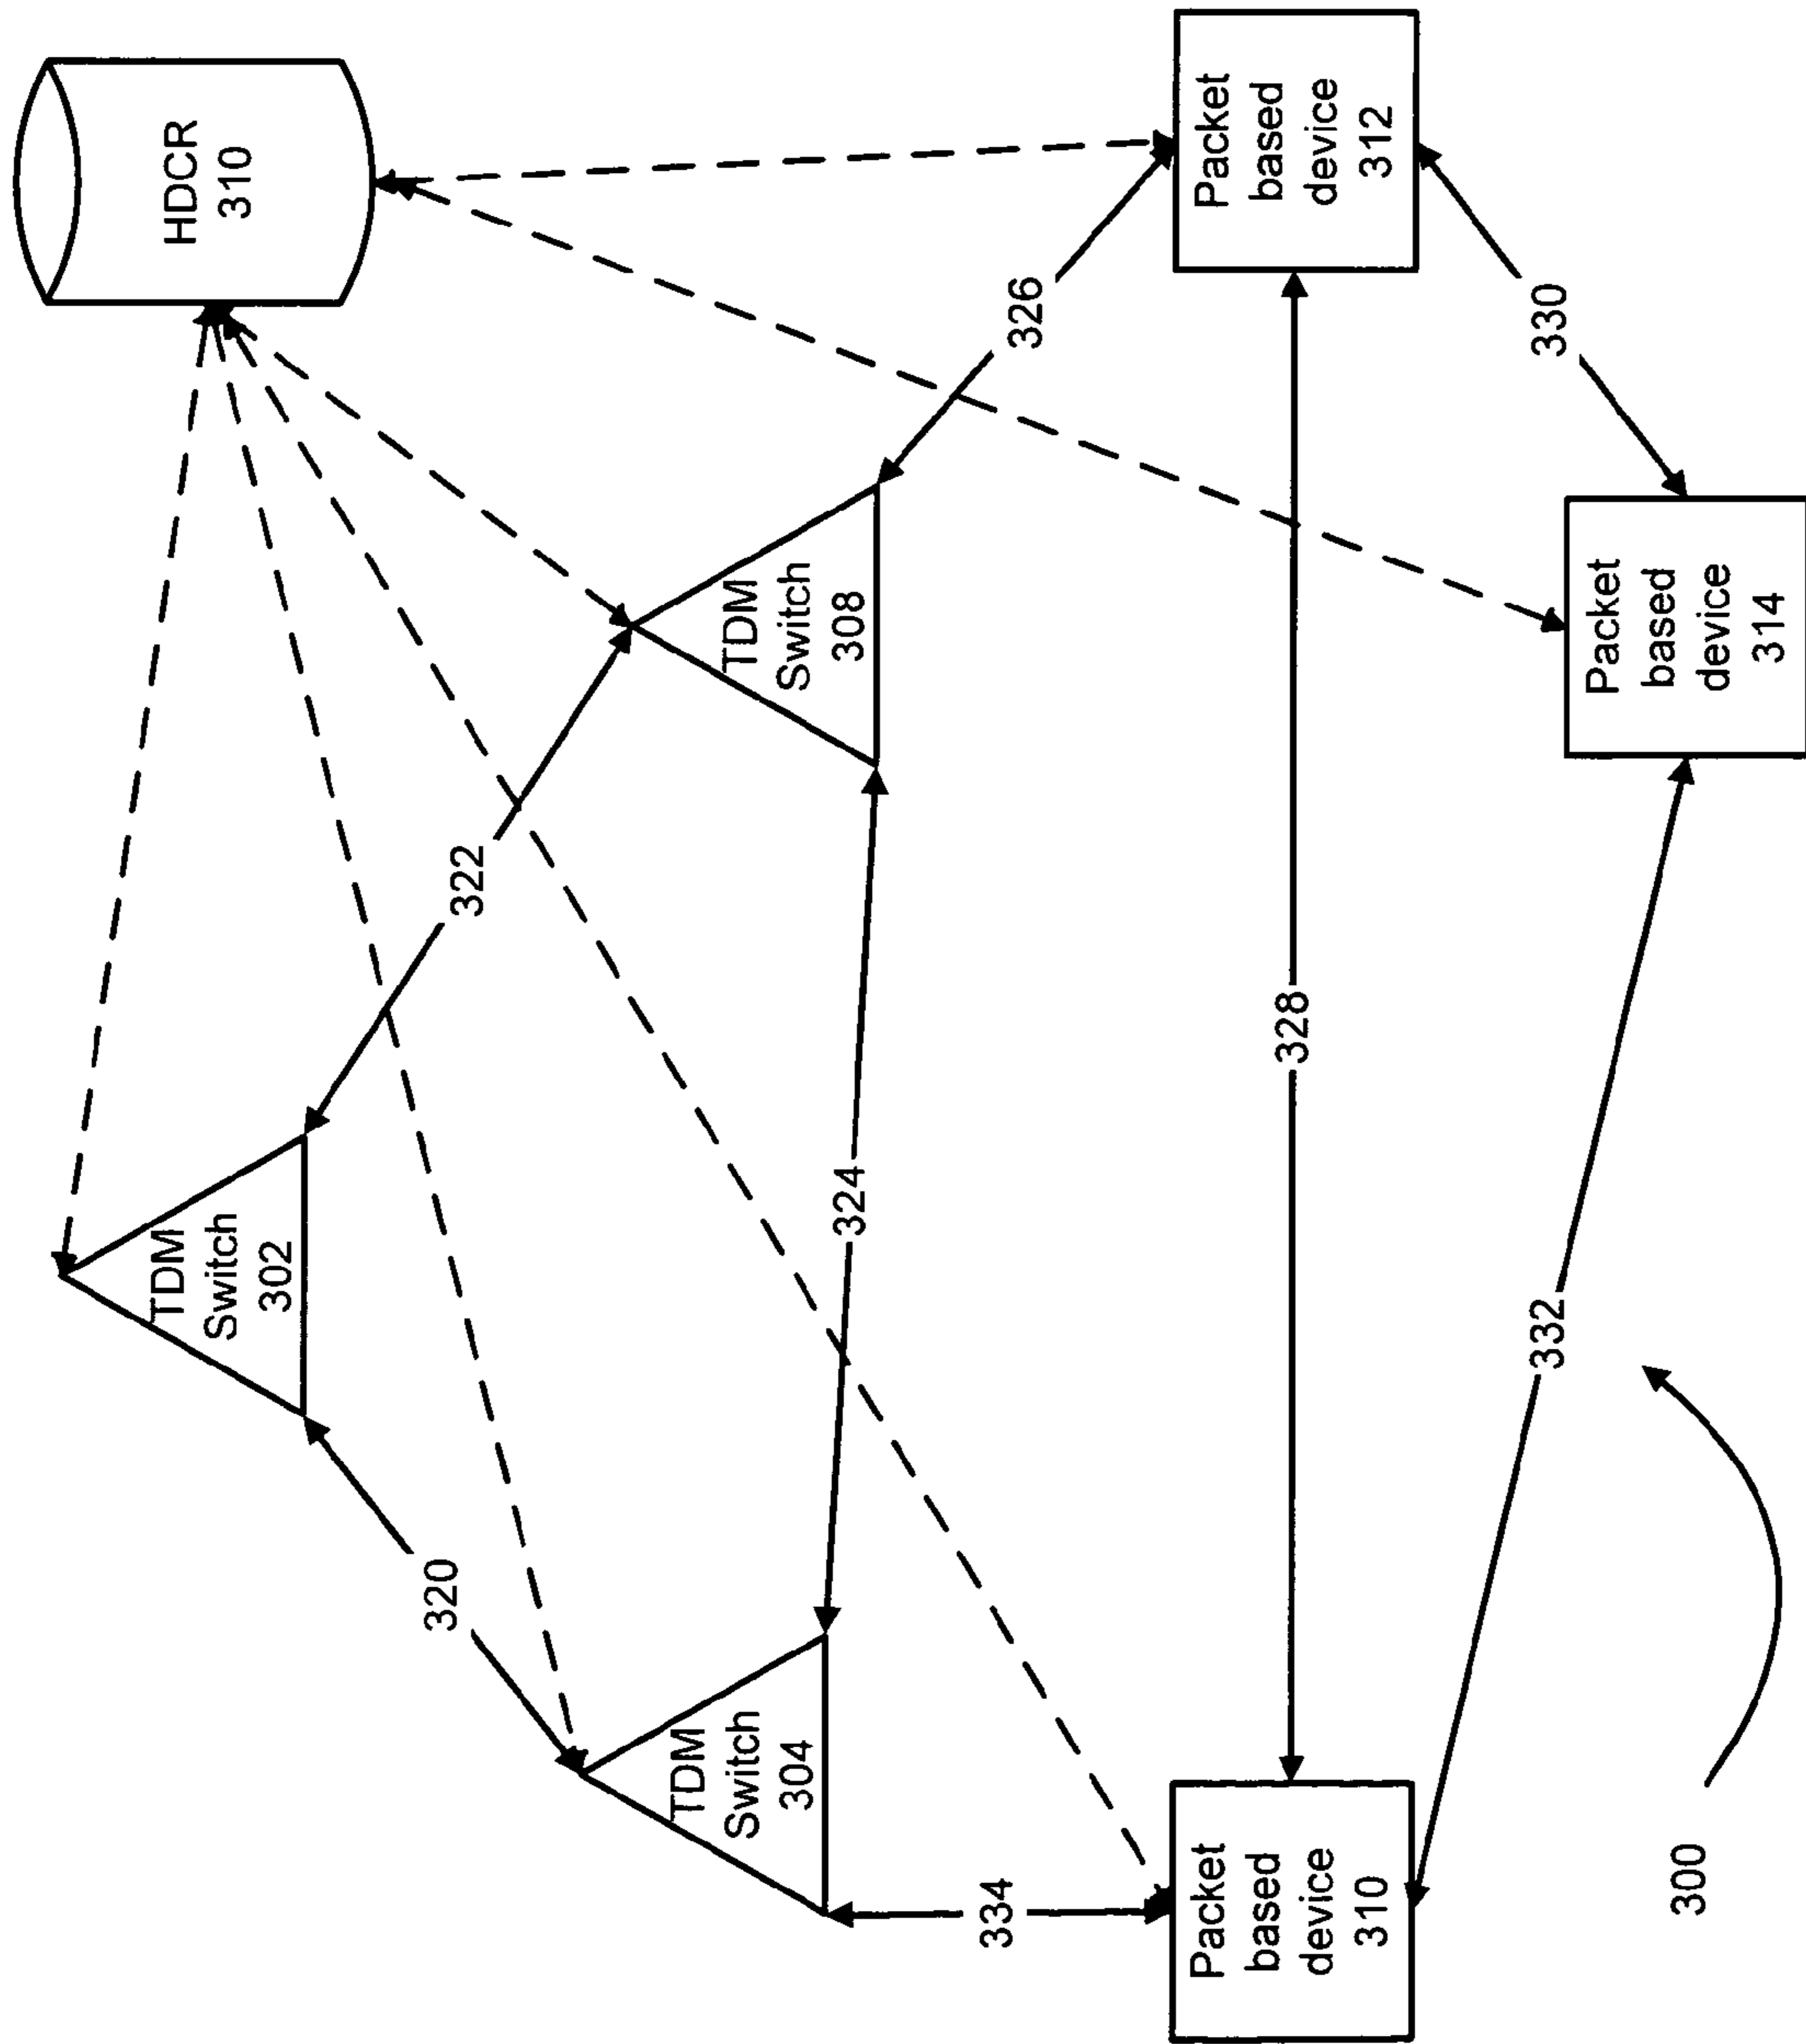 HDCR
310
TDM
Switch
302
322
320
TDM
Switch
308
326
TDM
Switch
304
324
334
Packet
based
device
310
328
Packet
based
device
312
332
330
Packet
based
device
314
300